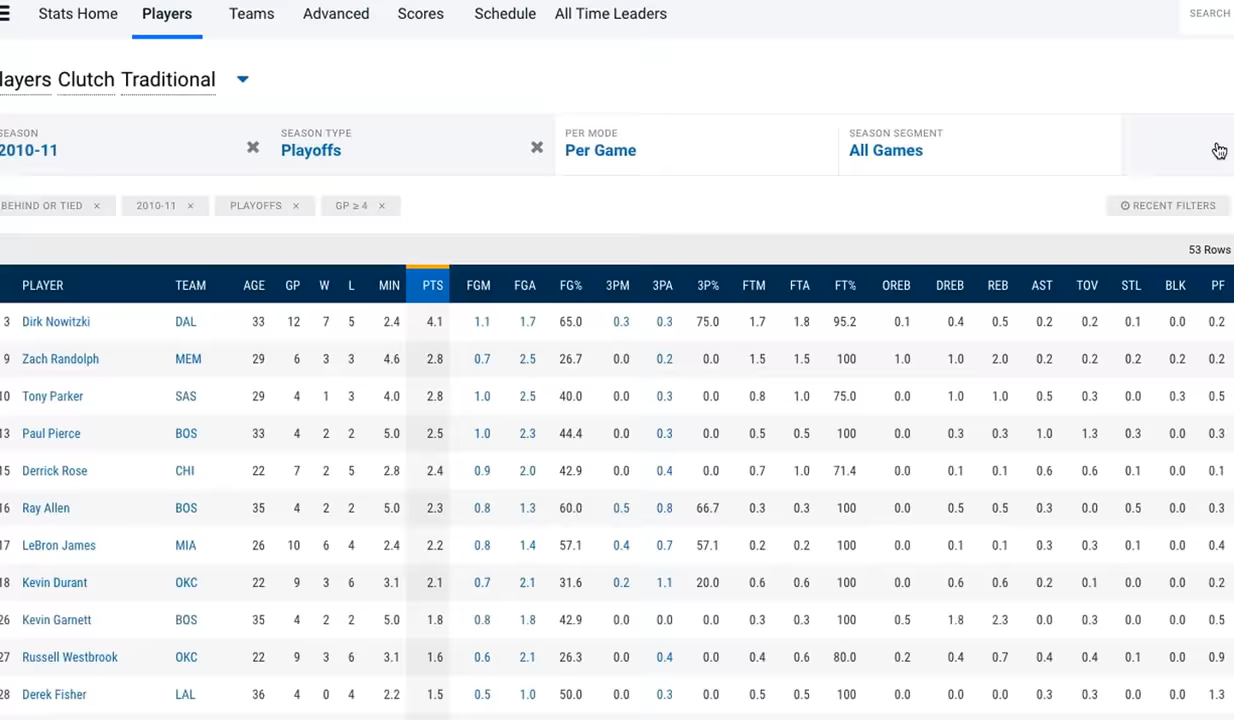 Stats Home Players Teams Advanced Scores Schedule All Time Leaders SEARCH
layers Clutch Traditional
SEASON SEASON TYPE PER MODE SEASON SEGMENT
2010-11 Playoffs Per Game All Games
BEHIND OR TIED × 2010-11 × PLAYOFFS × GP ≥ 4 × RECENT FILTERS
53 Rows
PLAYER TEAM AGE GP W L MIN PTS FGM FGA FG% 3PM 3PA 3P% FTM FTA FT% OREB DREB REB AST TOV STL BLK PF
3 Dirk Nowitzki DAL 33 12 7 5 2.4 4.1 1.1 1.7 65.0 0.3 0.3 75.0 1.7 1.8 95.2 0.1 0.4 0.5 0.2 0.2 0.1 0.0 0.2
9 Zach Randolph MEM 29 6 3 3 4.6 2.8 0.7 2.5 26.7 0.0 0.2 0.0 1.5 1.5 100 1.0 1.0 2.0 0.2 0.2 0.2 0.2 0.2
10 Tony Parker SAS 29 4 1 3 4.0 2.8 1.0 2.5 40.0 0.0 0.3 0.0 0.8 1.0 75.0 0.0 1.0 1.0 0.5 0.3 0.0 0.3 0.5
13 Paul Pierce BOS 33 4 2 2 5.0 2.5 1.0 2.3 44.4 0.0 0.3 0.0 0.5 0.5 100 0.0 0.3 0.3 1.0 1.3 0.3 0.0 0.3
15 Derrick Rose CHI 22 7 2 5 2.8 2.4 0.9 2.0 42.9 0.0 0.4 0.0 0.7 1.0 71.4 0.0 0.1 0.1 0.6 0.6 0.1 0.0 0.1
16 Ray Allen BOS 35 4 2 2 5.0 2.3 0.8 1.3 60.0 0.5 0.8 66.7 0.3 0.3 100 0.0 0.5 0.5 0.3 0.0 0.5 0.0 0.3
17 LeBron James MIA 26 10 6 4 2.4 2.2 0.8 1.4 57.1 0.4 0.7 57.1 0.2 0.2 100 0.0 0.1 0.1 0.3 0.3 0.1 0.0 0.4
18 Kevin Durant OKC 22 9 3 6 3.1 2.1 0.7 2.1 31.6 0.2 1.1 20.0 0.6 0.6 100 0.0 0.6 0.6 0.2 0.1 0.0 0.0 0.2
26 Kevin Garnett BOS 35 4 2 2 5.0 1.8 0.8 1.8 42.9 0.0 0.0 0.0 0.3 0.3 100 0.5 1.8 2.3 0.0 0.3 0.0 0.0 0.5
27 Russell Westbrook OKC 22 9 3 6 3.1 1.6 0.6 2.1 26.3 0.0 0.4 0.0 0.4 0.6 80.0 0.2 0.4 0.7 0.4 0.4 0.1 0.0 0.9
28 Derek Fisher LAL 36 4 0 4 2.2 1.5 0.5 1.0 50.0 0.0 0.3 0.0 0.5 0.5 100 0.0 0.0 0.0 0.3 0.3 0.0 0.0 1.3